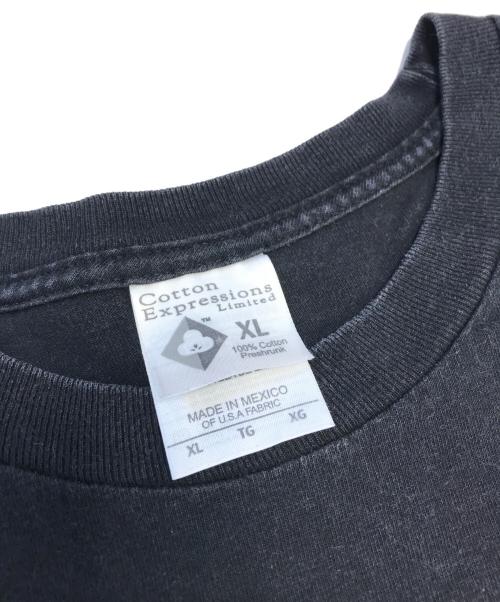 Cotton
Expressions
Limited
TM
XL
100% Cotton
Preshrunk
MADE IN MEXICO
OF U.S.A FABRIC
XL TG XG